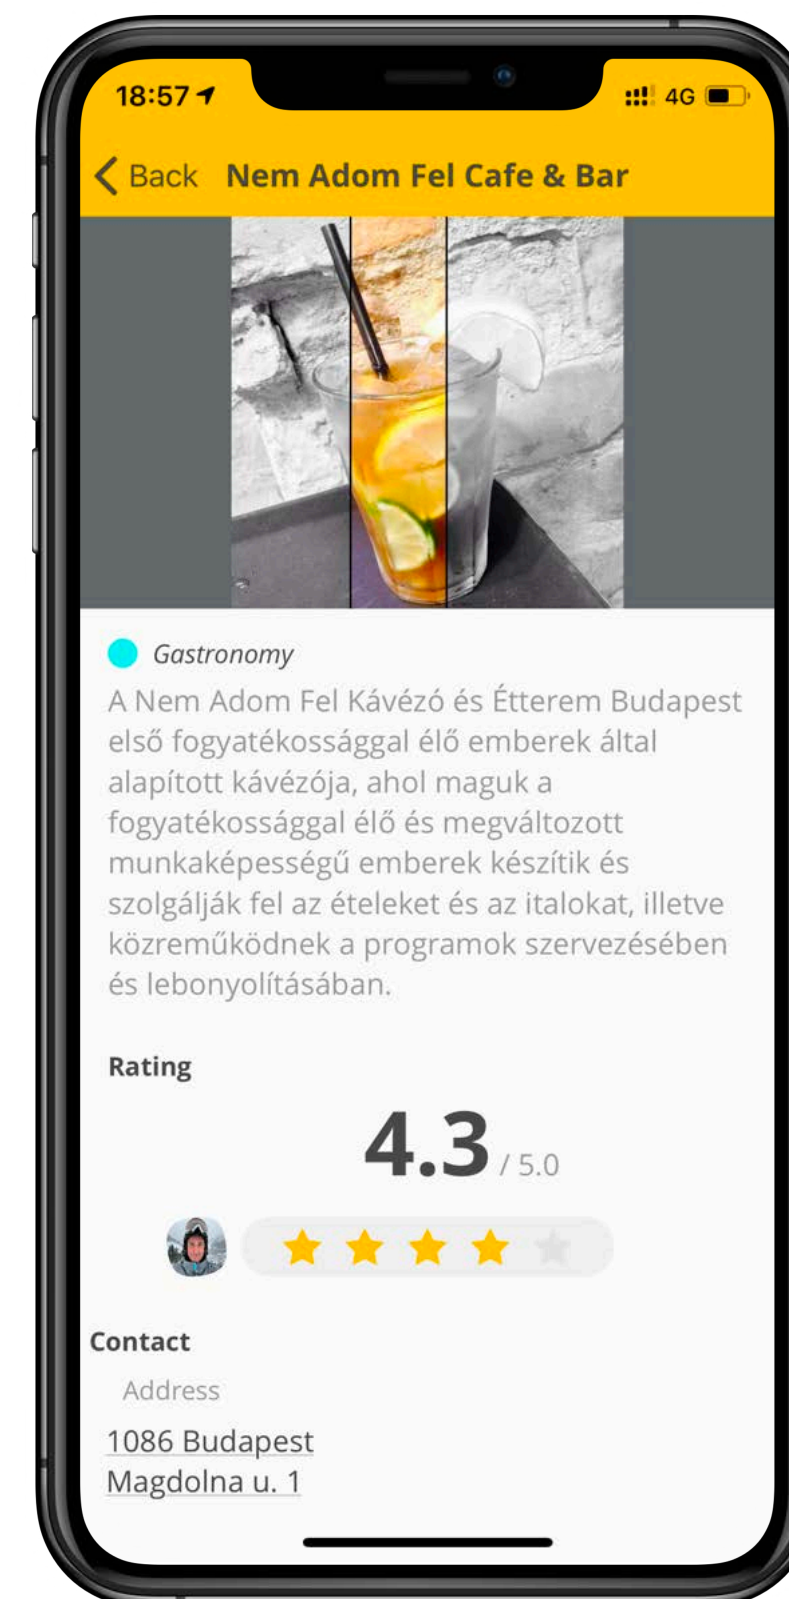 18:57
4G
Back Nem Adom Fel Cafe & Bar
Gastronomy
A Nem Adom Fel Kávézó és Étterem Budapest
első fogyatékossággal élő emberek által
alapított kávézója, ahol maguk a
fogyatékossággal élő és megváltozott
munkaképességű emberek készítik és
szolgálják fel az ételeket és az italokat, illetve
közreműködnek a programok szervezésében
és lebonyolításában.
Rating
4.3 / 5.0
Contact
Address
1086 Budapest
Magdolna u. 1